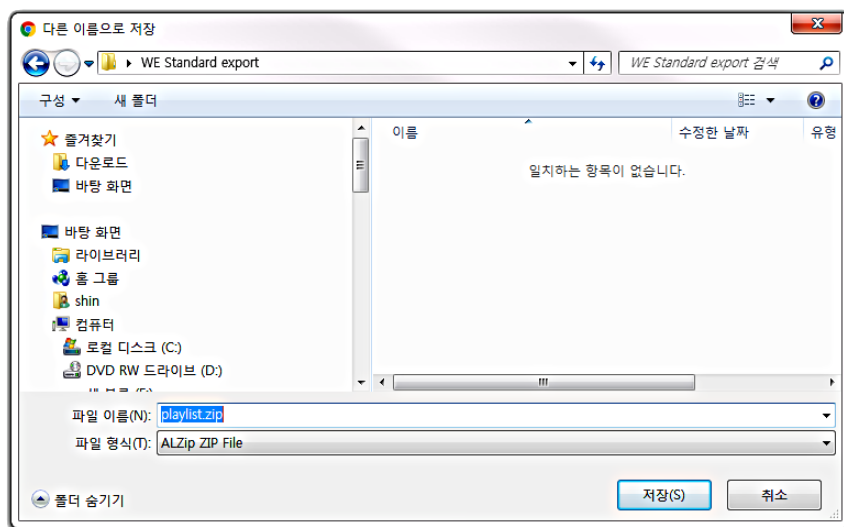 다른 이름으로 저장
WE Standard export
WE Standard export 검색
구성
새 폴더
즐겨찾기
다운로드
바탕 화면
바탕 화면
라이브러리
홈 그룹
shin
컴퓨터
로컬 디스크 (C:)
DVD RW 드라이브 (D:)
이름
수정한 날짜
유형
일치하는 항목이 없습니다.
파일 이름(N): playlist.zip
파일 형식(T): ALZip ZIP File
폴더 숨기기
저장(S)
취소